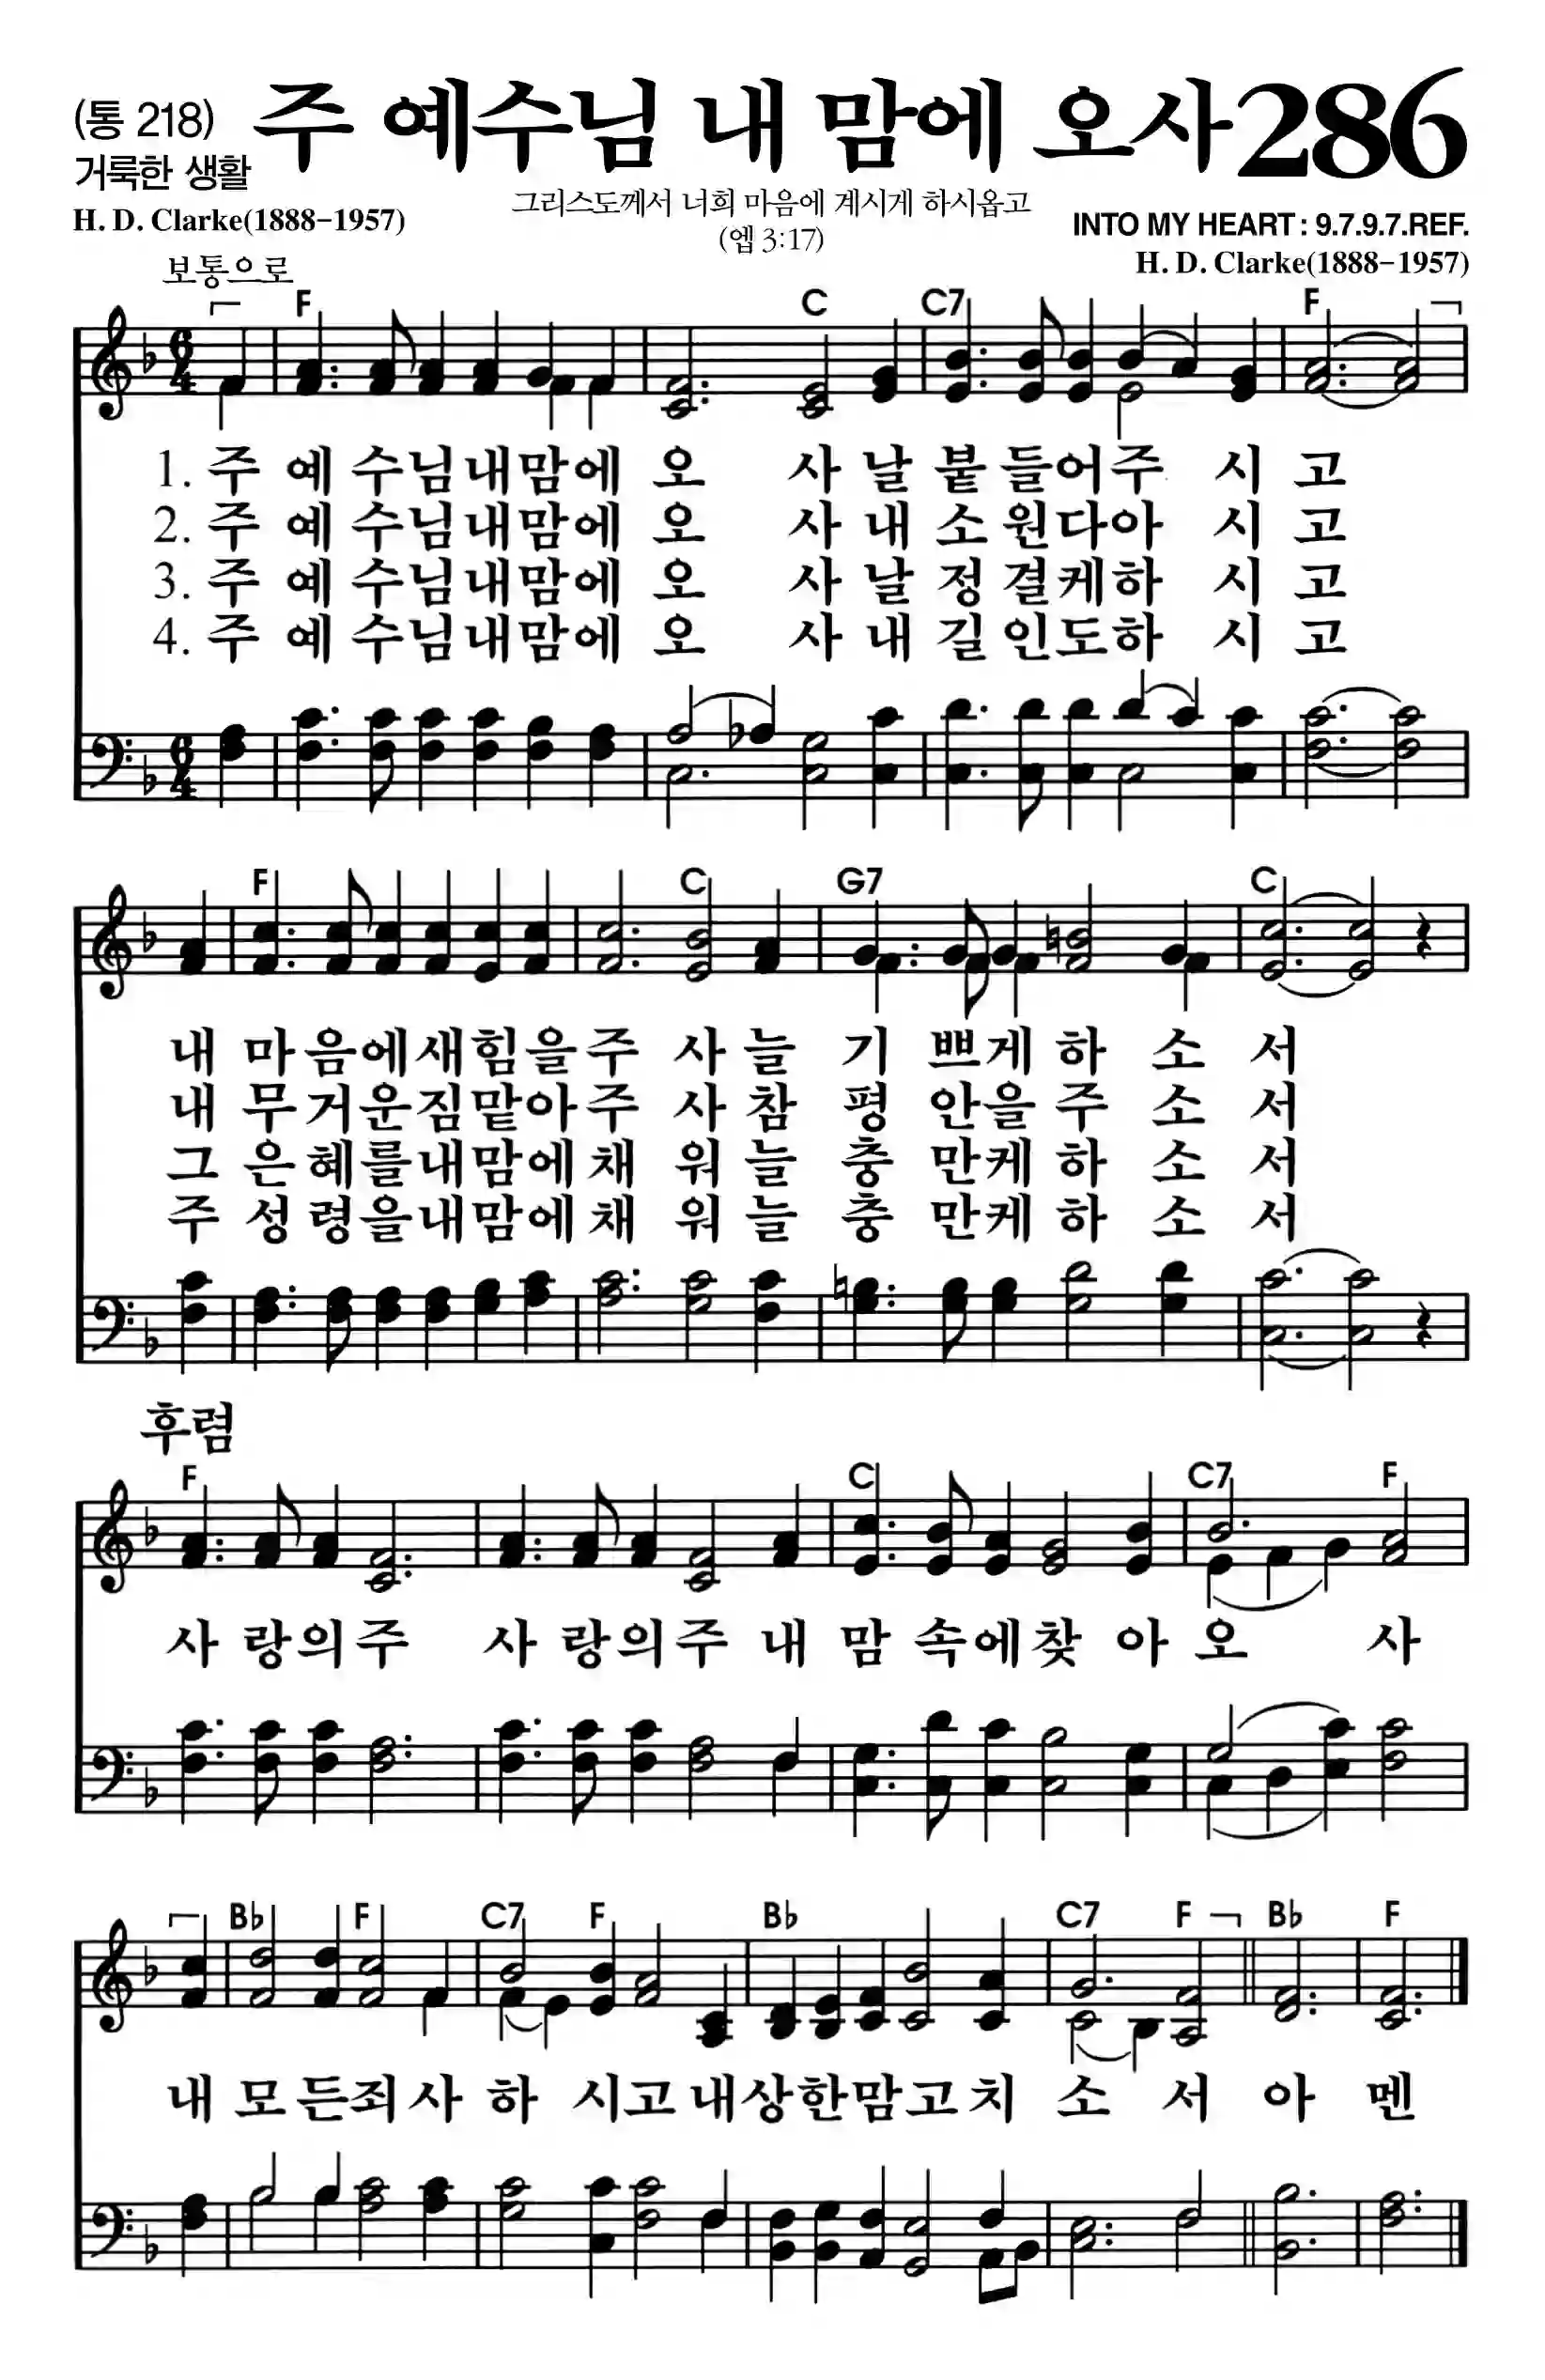 (통 218) 주 예수님 내 맘에 오사 286
거룩한 생활
그리스도께서 너희 마음에 계시게 하시옵고
(엡 3:17)
H. D. Clarke(1888-1957)
INTO MY HEART : 9.7.9.7.REF.
H. D. Clarke(1888-1957)
보통으로
F C C7 F
1. 주 예 수님내맘에 오 사 날 붙 들어주 시 고
2. 주 예 수님내맘에 오 사 내 소 원다아 시 고
3. 주 예 수님내맘에 오 사 날 정 결케하 시 고
4. 주 예 수님내맘에 오 사 내 길 인도하 시 고
F C G7 C
내 마 음에새힘을주 사 늘 기 쁘게 하 소 서
내 무 거운짐맡아주 사 참 평 안을 주 소 서
그 은 혜를내맘에채 워 늘 충 만케 하 소 서
주 성 령을내맘에채 워 늘 충 만케 하 소 서
후렴
F C C7 F
사 랑의주 사 랑의주 내 맘 속에찾 아 오 사
B♭ F C7 F B♭ C7 F B♭ F
내 모 든죄 사 하 시고 내상한맘고 치 소 서 아 멘